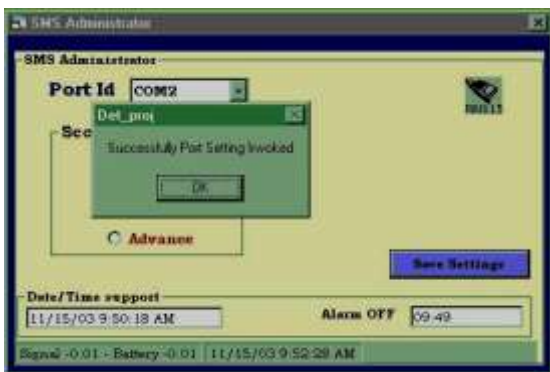 SMS Administrator
SMS Administrator
Port Id COM2
Det_proj
Sec
Successfully Port Setting Invoked
OK
Advance
Save Settings
Date/Time support
11/15/03 9:50:18 AM
Alarm OFF 09:49
Signal -0.01 - Battery -0.01 11/15/03 9:52:28 AM